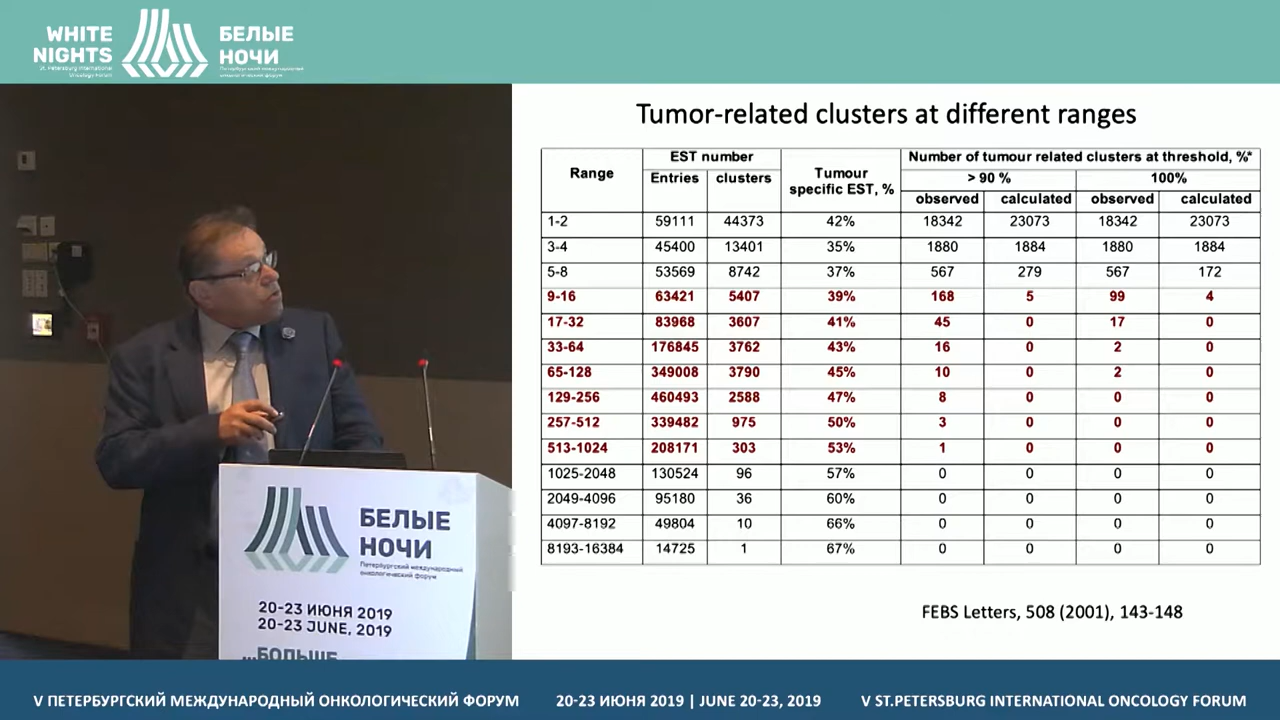 WHITE
NIGHTS
St. Petersburg International
Oncology Forum
БЕЛЫЕ
НОЧИ
Петербургский международный
онкологический форум
Tumor-related clusters at different ranges
Range EST number Tumour specific EST, % Number of tumour related clusters at threshold, %*
Entries clusters > 90 % 100%
observed calculated observed calculated
1-2 59111 44373 42% 18342 23073 18342 23073
3-4 45400 13401 35% 1880 1884 1880 1884
5-8 53569 8742 37% 567 279 567 172
9-16 63421 5407 39% 168 5 99 4
17-32 83968 3607 41% 45 0 17 0
33-64 176845 3762 43% 16 0 2 0
65-128 349008 3790 45% 10 0 2 0
129-256 460493 2588 47% 8 0 0 0
257-512 339482 975 50% 3 0 0 0
513-1024 208171 303 53% 1 0 0 0
1025-2048 130524 96 57% 0 0 0 0
2049-4096 95180 36 60% 0 0 0 0
4097-8192 49804 10 66% 0 0 0 0
8193-16384 14725 1 67% 0 0 0 0
FEBS Letters, 508 (2001), 143-148
БЕЛЫЕ
НОЧИ
Петербургский международный
онкологический форум
20-23 ИЮНЯ 2019
20-23 JUNE, 2019
...БОЛЬШЕ
V ПЕТЕРБУРГСКИЙ МЕЖДУНАРОДНЫЙ ОНКОЛОГИЧЕСКИЙ ФОРУМ 20-23 ИЮНЯ 2019 | JUNE 20-23, 2019 V ST.PETERSBURG INTERNATIONAL ONCOLOGY FORUM